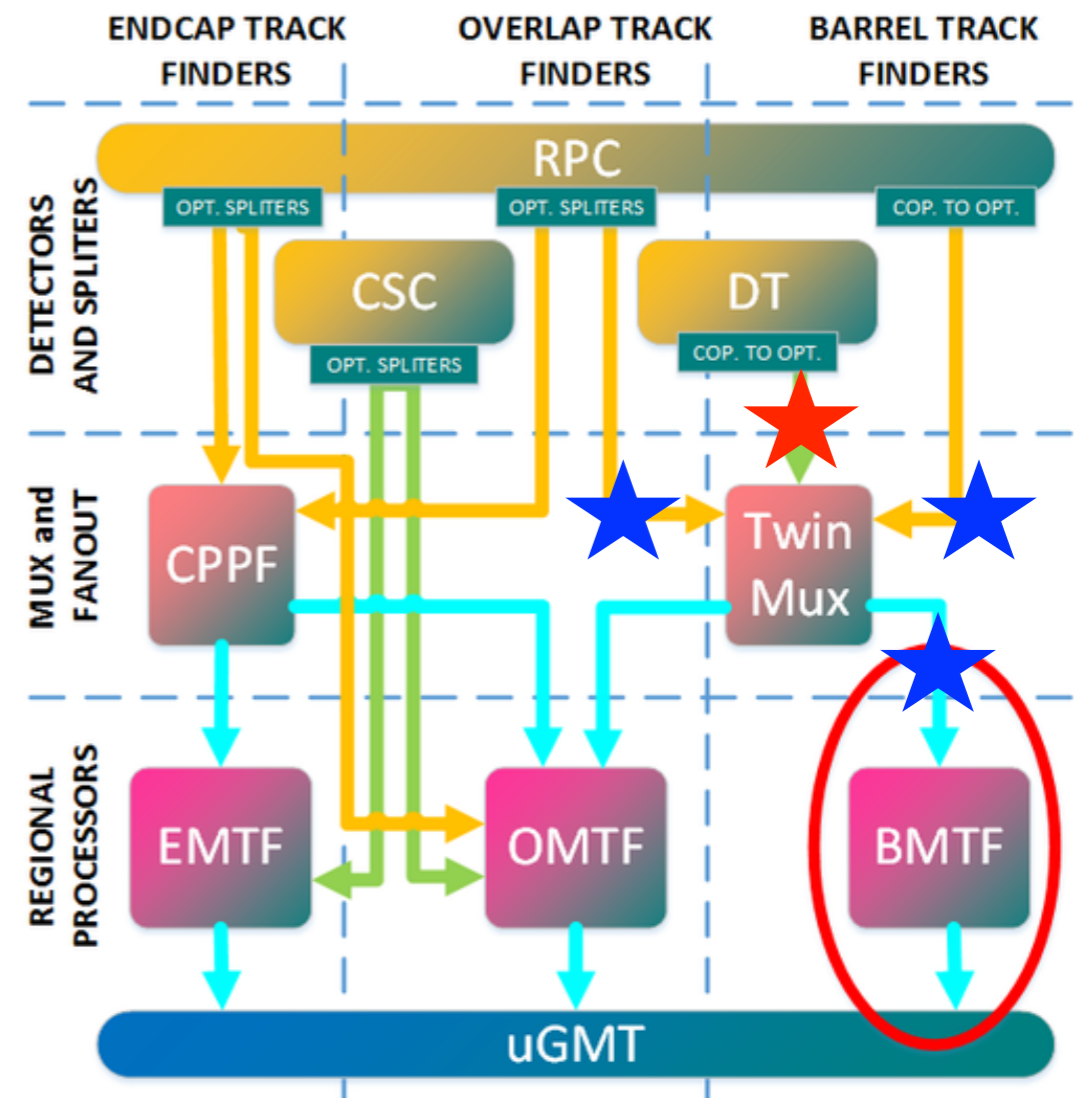 ENDCAP TRACK
FINDERS
OVERLAP TRACK
FINDERS
BARREL TRACK
FINDERS
DETECTORS
AND SPLITERS
RPC
OPT. SPLITERS
OPT. SPLITERS
COP. TO OPT.
CSC
OPT. SPLITERS
DT
COP. TO OPT.
MUX and
FANOUT
CPPF
Twin
Mux
REGIONAL
PROCESSORS
EMTF
OMTF
BMTF
uGMT